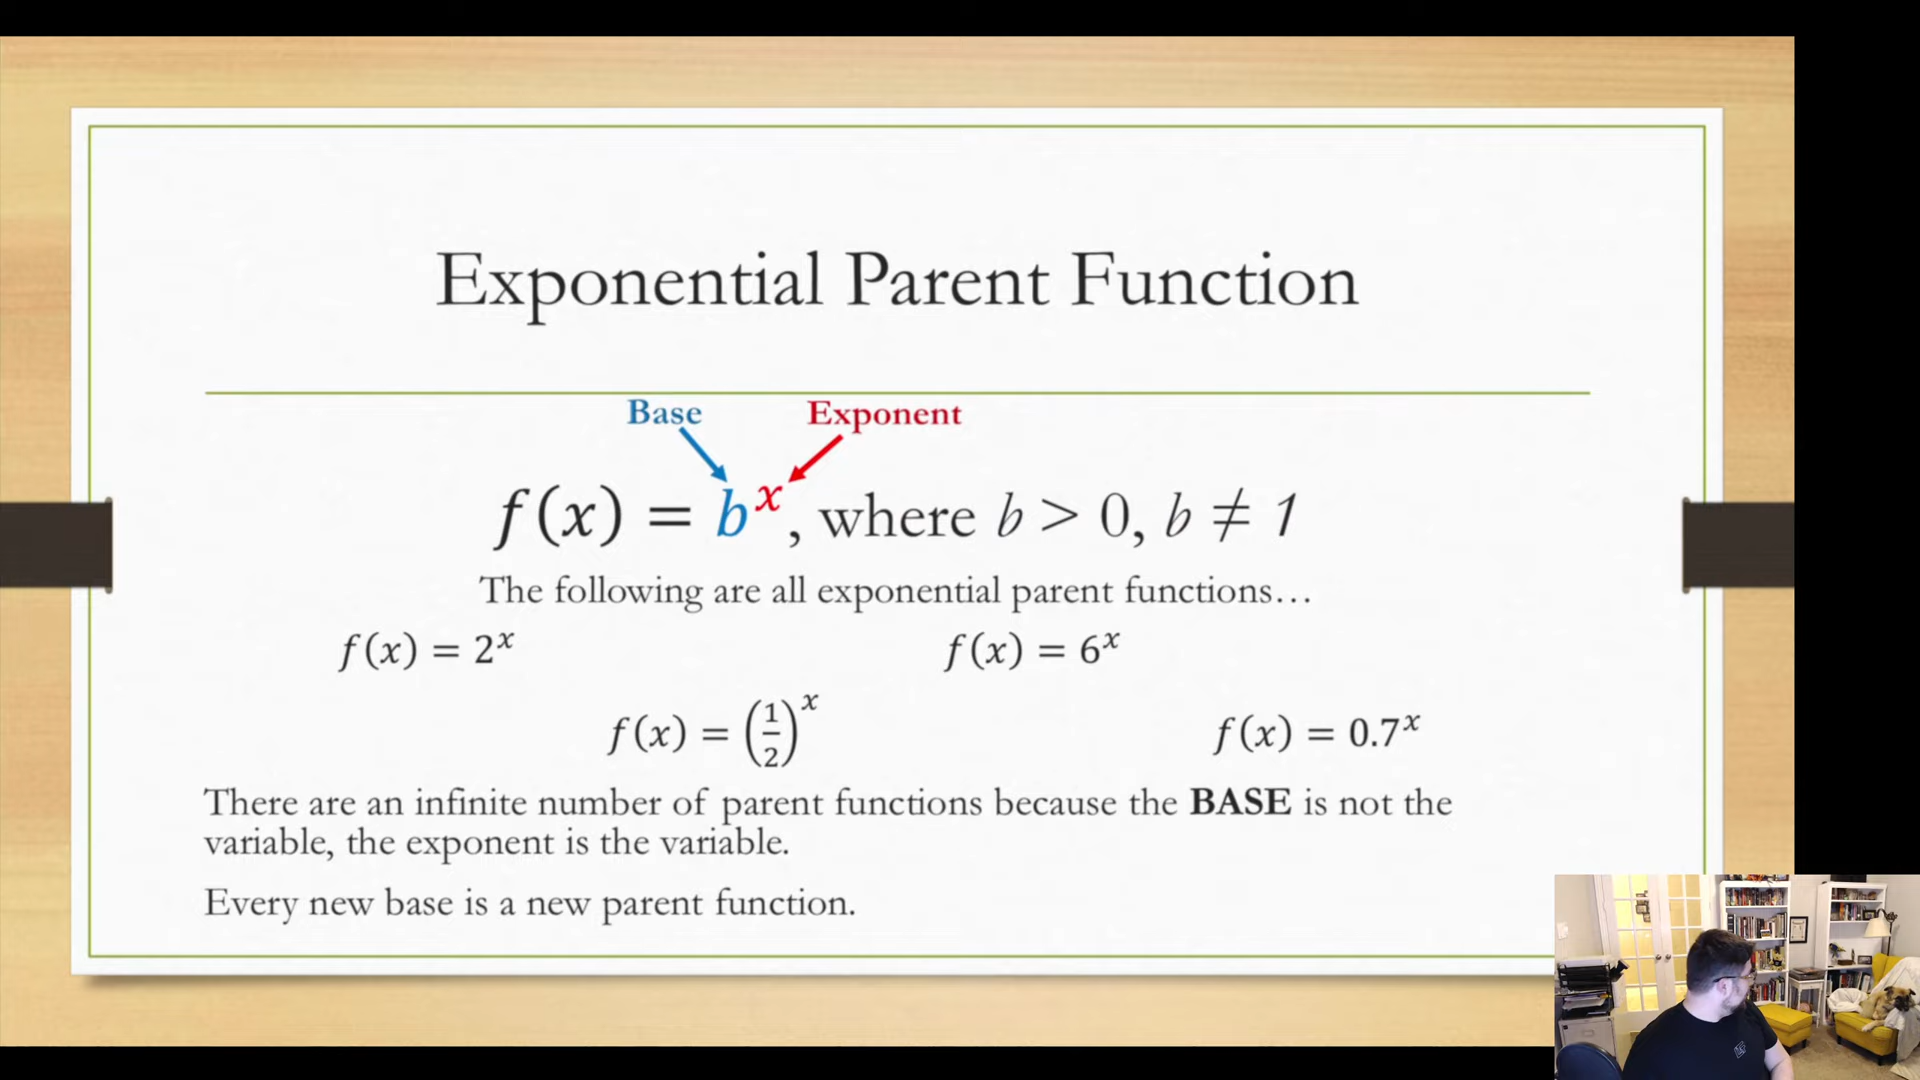 Exponential Parent Function
Base Exponent
f(x) = b^x, where b > 0, b ≠ 1
The following are all exponential parent functions…
f(x) = 2^x f(x) = 6^x
f(x) = (1/2)^x f(x) = 0.7^x
There are an infinite number of parent functions because the BASE is not the
variable, the exponent is the variable.
Every new base is a new parent function.